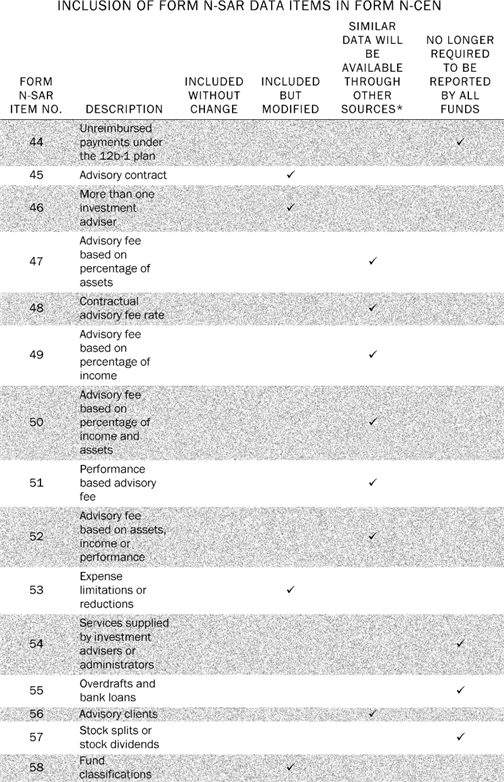 INCLUSION OF FORM N-SAR DATA ITEMS IN FORM N-CEN
FORM
N-SAR
ITEM NO.
DESCRIPTION
INCLUDED
WITHOUT
CHANGE
INCLUDED
BUT
MODIFIED
SIMILAR
DATA WILL
BE
AVAILABLE
THROUGH
OTHER
SOURCES*
NO LONGER
REQUIRED
TO BE
REPORTED
BY ALL
FUNDS
44
Unreimbursed
payments under
the 12b-1 plan
✓
45 Advisory contract ✓
46
More than one
investment
adviser
✓
47
Advisory fee
based on
percentage of
assets
✓
48
Contractual
advisory fee rate
✓
49
Advisory fee
based on
percentage of
income
✓
50
Advisory fee
based on
percentage of
income and
assets
✓
51
Performance
based advisory
fee
✓
52
Advisory fee
based on assets,
income or
performance
✓
53
Expense
limitations or
reductions
✓
54
Services supplied
by investment
advisers or
administrators
✓
55
Overdrafts and
bank loans
✓
56 Advisory clients ✓
57
Stock splits or
stock dividends
✓
58
Fund
classifications
✓